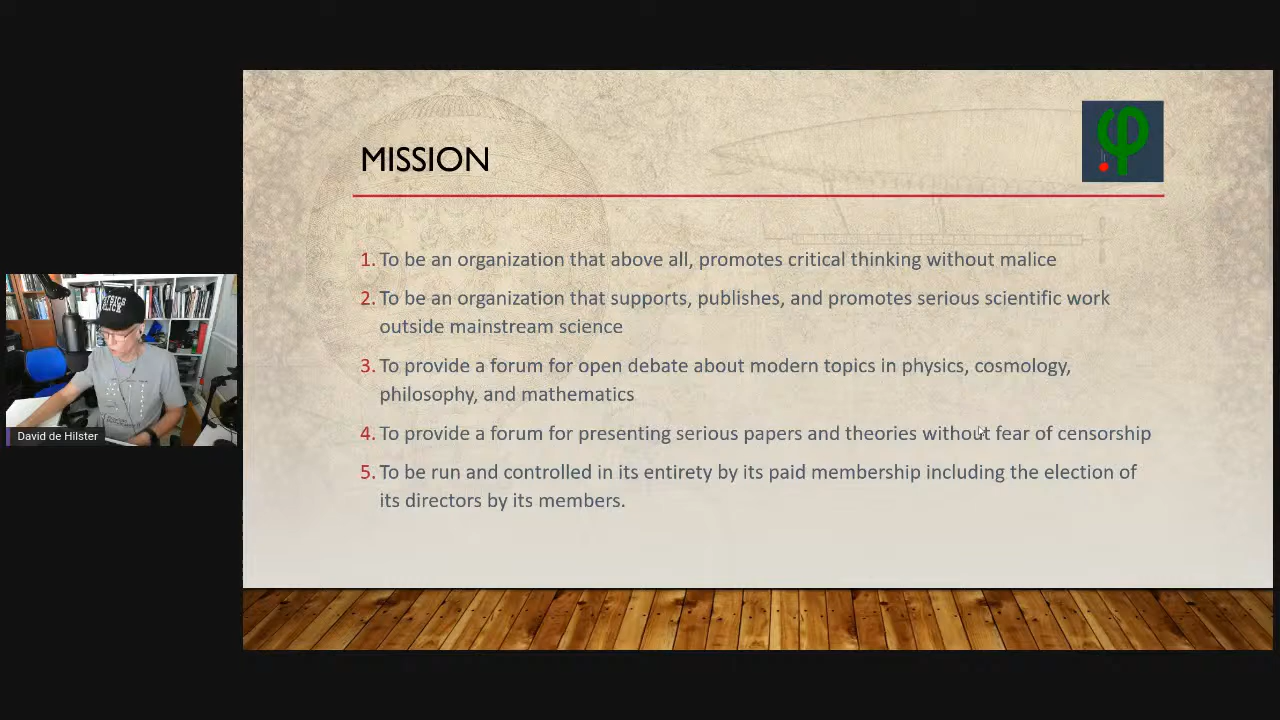 MISSION
1. To be an organization that above all, promotes critical thinking without malice
2. To be an organization that supports, publishes, and promotes serious scientific work
outside mainstream science
3. To provide a forum for open debate about modern topics in physics, cosmology,
philosophy, and mathematics
4. To provide a forum for presenting serious papers and theories without fear of censorship
5. To be run and controlled in its entirety by its paid membership including the election of
its directors by its members.
David de Hilster